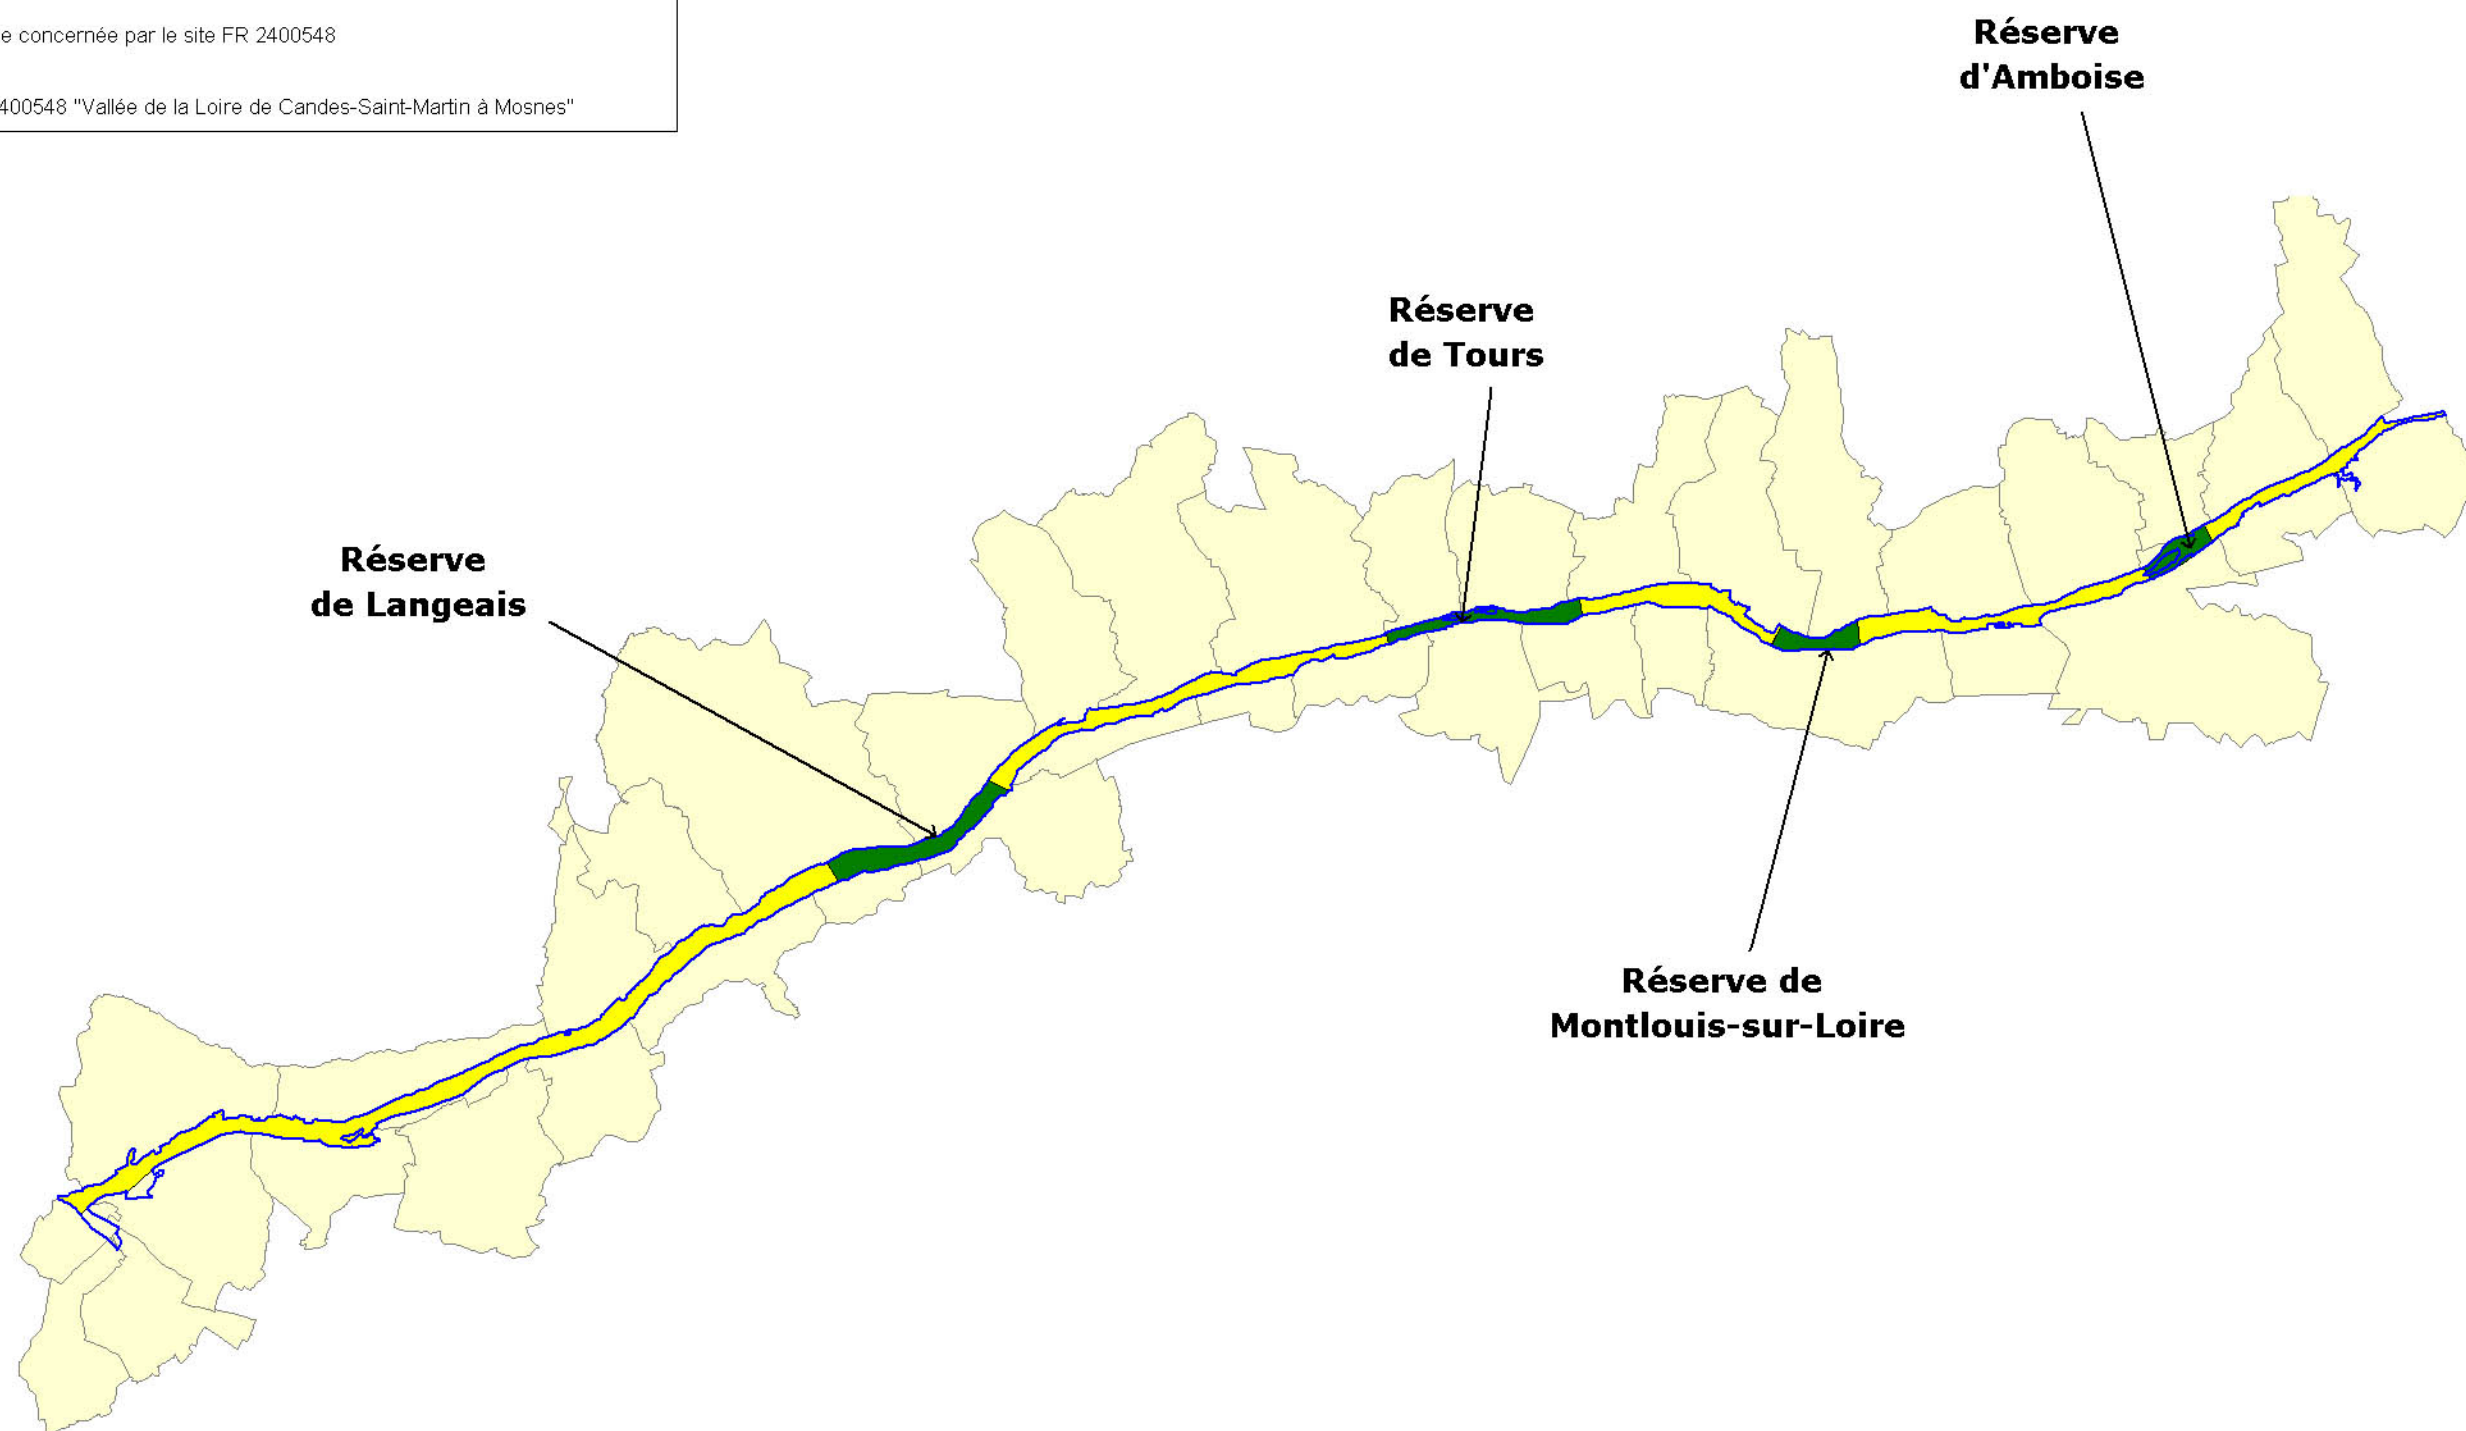 e concernée par le site FR 2400548
400548 "Vallée de la Loire de Candes-Saint-Martin à Mosnes"
Réserve
d'Amboise
Réserve
de Tours
Réserve
de Langeais
Réserve de
Montlouis-sur-Loire